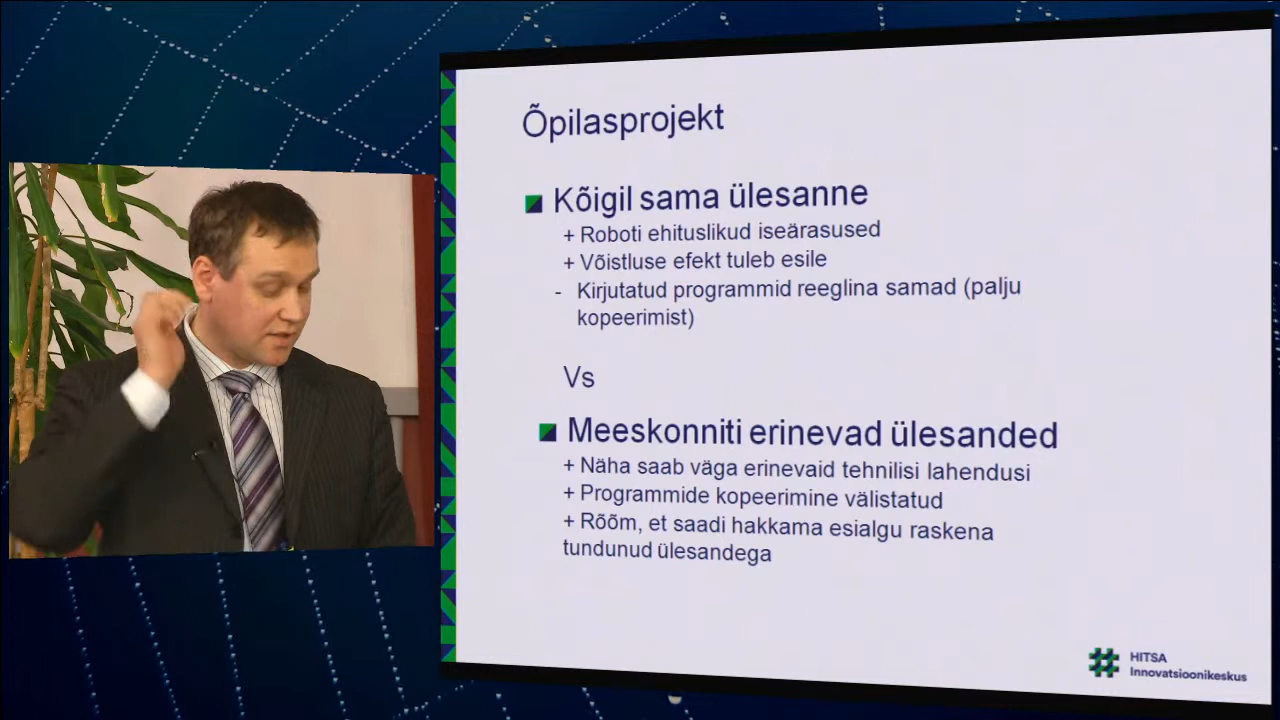 Õpilasprojekt
Kõigil sama ülesanne
+ Roboti ehituslikud iseärasused
+ Võistluse efekt tuleb esile
- Kirjutatud programmid reeglina samad (palju
kopeerimist)
Vs
Meeskonniti erinevad ülesanded
+ Näha saab väga erinevaid tehnilisi lahendusi
+ Programmide kopeerimine välistatud
+ Rõõm, et saadi hakkama esialgu raskena
tundunud ülesandega
HITSA
Innovatsioonikeskus